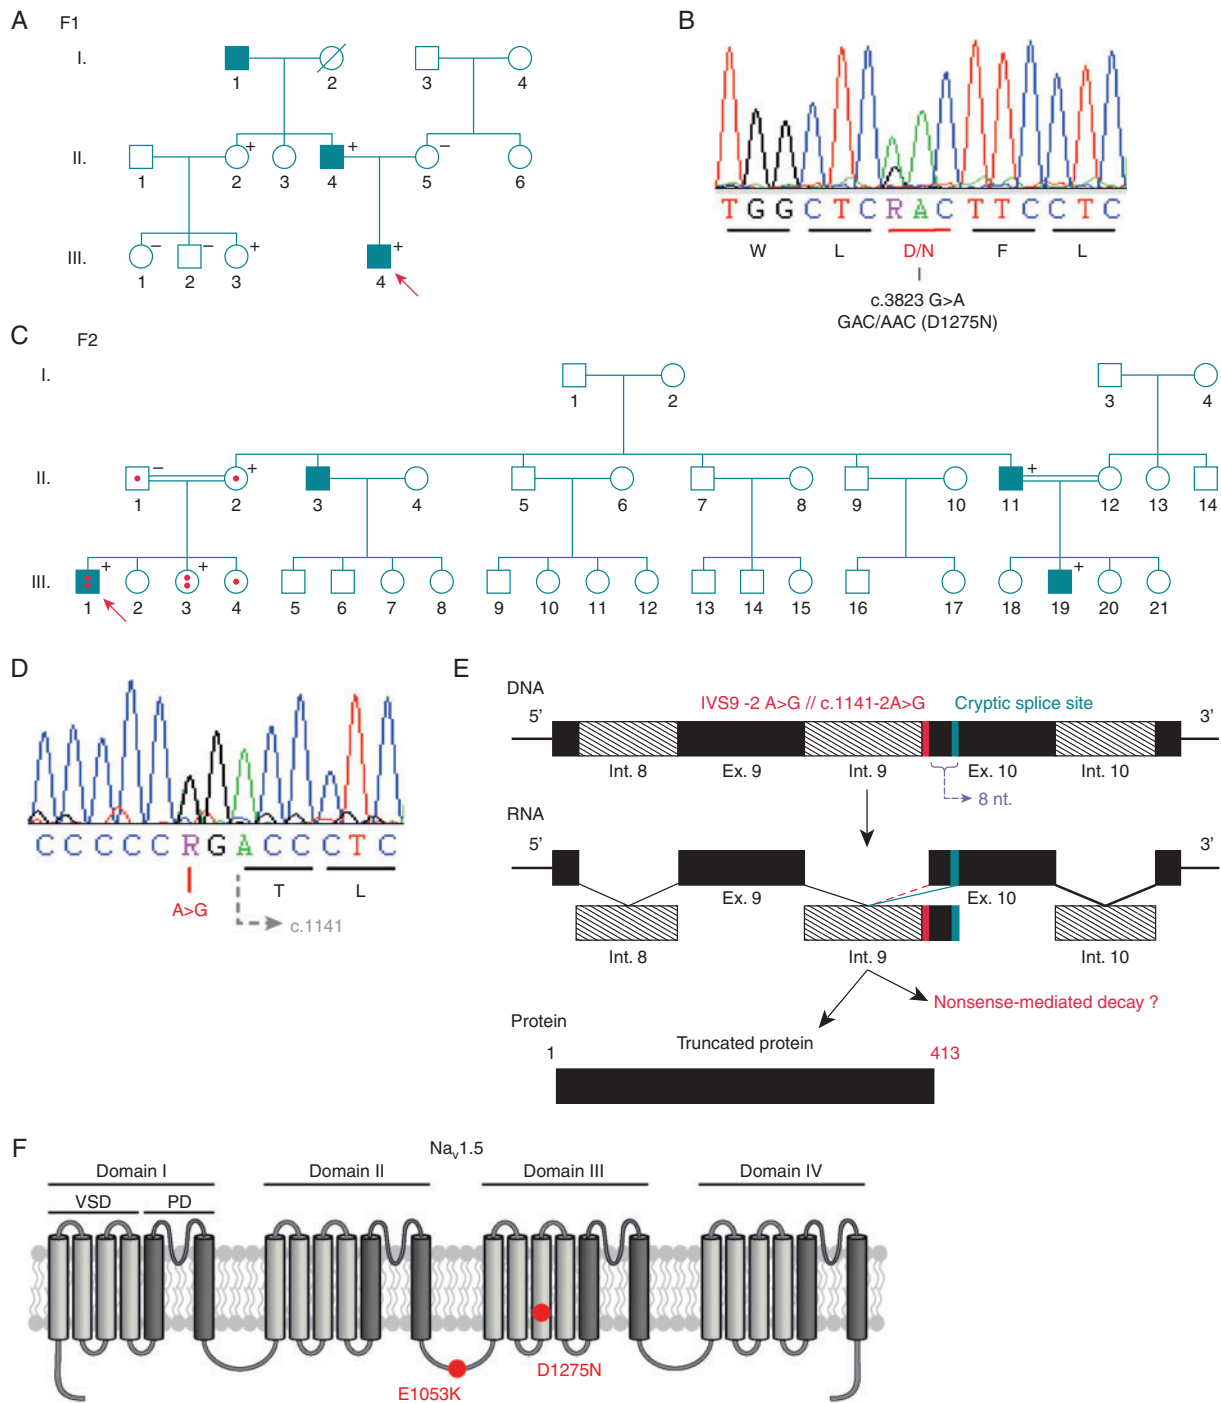 A F1
I.
1 2 3 4
+ + −
II.
1 2 3 4 5 6
− − + +
III.
1 2 3 4
B
T G G C T C R A C T T C C T C
W L D/N F L
c.3823 G>A
GAC/AAC (D1275N)
C F2
I.
1 2 3 4
− + +
II.
1 2 3 4 5 6 7 8 9 10 11 12 13 14
+ + +
III.
1 2 3 4 5 6 7 8 9 10 11 12 13 14 15 16 17 18 19 20 21
D
C C C C C R G A C C C T C
T L
A>G
c.1141
E
DNA
IVS9 -2 A>G // c.1141-2A>G Cryptic splice site
5' 3'
Int. 8 Ex. 9 Int. 9 Ex. 10 Int. 10
8 nt.
RNA
5' 3'
Ex. 9 Ex. 10
Int. 8 Int. 9 Int. 10
Nonsense-mediated decay ?
Protein
Truncated protein
1 413
F
Nav1.5
Domain I Domain II Domain III Domain IV
VSD PD
D1275N
E1053K